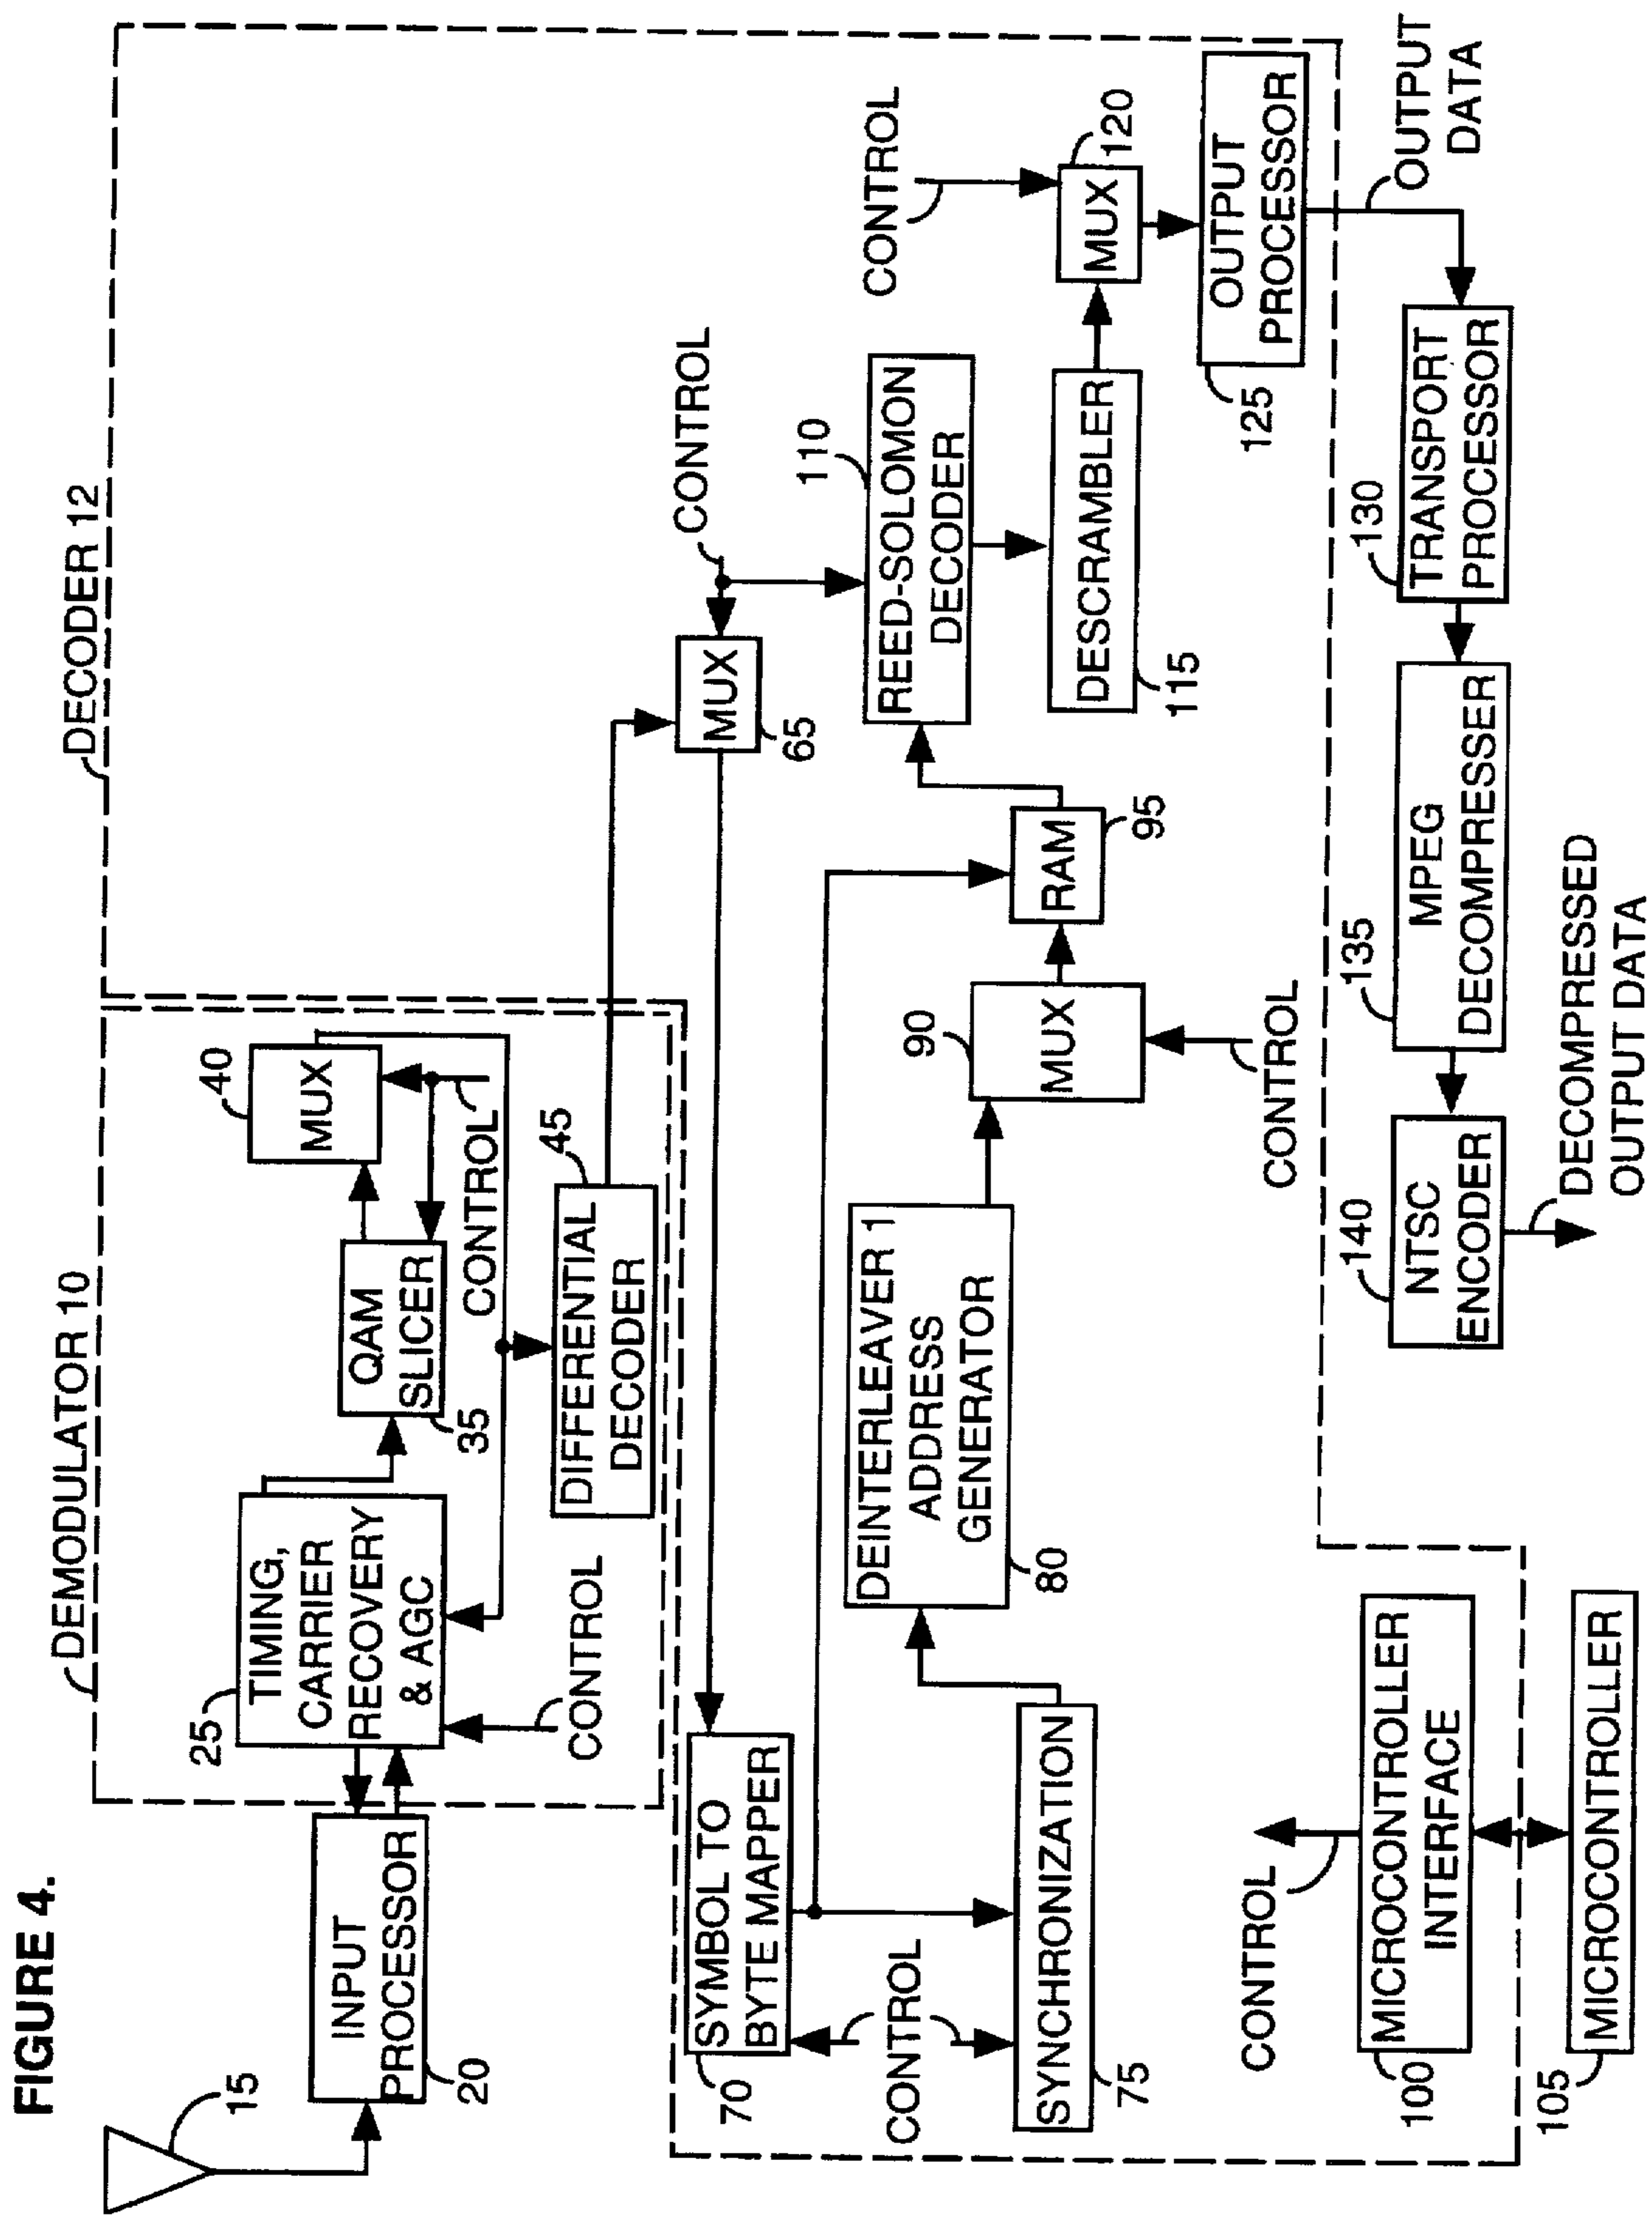 FIGURE 4.
DEMODULATOR 10
DECODER 12
15
INPUT
PROCESSOR
20
25
TIMING,
CARRIER
RECOVERY
& AGC
CONTROL
QAM
SLICER
35
40
MUX
CONTROL
DIFFERENTIAL
DECODER
45
MUX
65
CONTROL
SYMBOL TO
BYTE MAPPER
70
CONTROL
SYNCHRONIZATION
75
DEINTERLEAVER 1
ADDRESS
GENERATOR
80
90
MUX
CONTROL
RAM
95
110
REED-SOLOMON
DECODER
DESCRAMBLER
115
CONTROL
MUX
120
OUTPUT
PROCESSOR
125
OUTPUT
DATA
CONTROL
MICROCONTROLLER
INTERFACE
100
MICROCONTROLLER
105
130
TRANSPORT
PROCESSOR
135
MPEG
DECOMPRESSER
140
NTSC
ENCODER
DECOMPRESSED
OUTPUT DATA